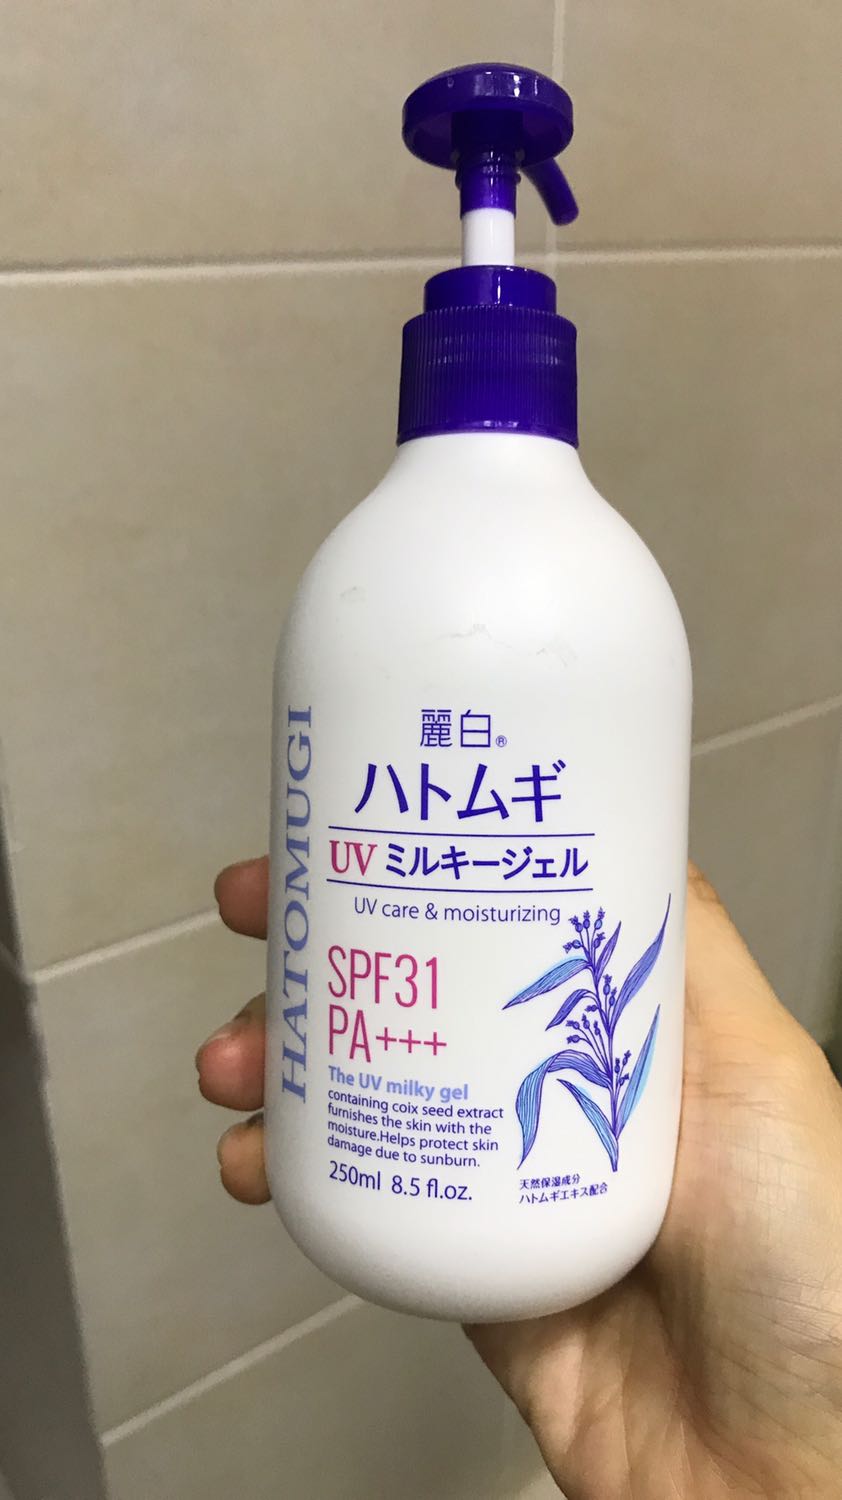 麗白®
ハトムギ
UV ミルキージェル
UV care & moisturizing
HATOMUGI
SPF31
PA+++
The UV milky gel
containing coix seed extract
furnishes the skin with the
moisture.Helps protect skin
damage due to sunburn.
250ml 8.5 fl.oz.
天然保湿成分
ハトムギエキス配合